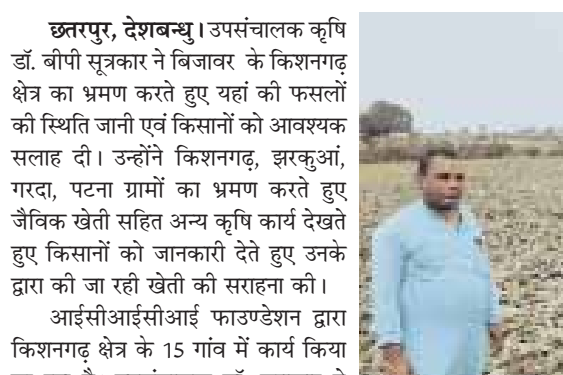 छतरपुर, देशबन्धु। उपसंचालक कृषि
डॉ. बीपी सूत्रकार ने बिजावर के किशनगढ़
क्षेत्र का भ्रमण करते हुए यहां की फसलों
की स्थिति जानी एवं किसानों को आवश्यक
सलाह दी। उन्होंने किशनगढ़, झरकुआं,
गरदा, पटना ग्रामों का भ्रमण करते हुए
जैविक खेती सहित अन्य कृषि कार्य देखते
हुए किसानों को जानकारी देते हुए उनके
द्वारा की जा रही खेती की सराहना की।
आईसीआईसीआई फाउण्डेशन द्वारा
किशनगढ़ क्षेत्र के 15 गांव में कार्य किया